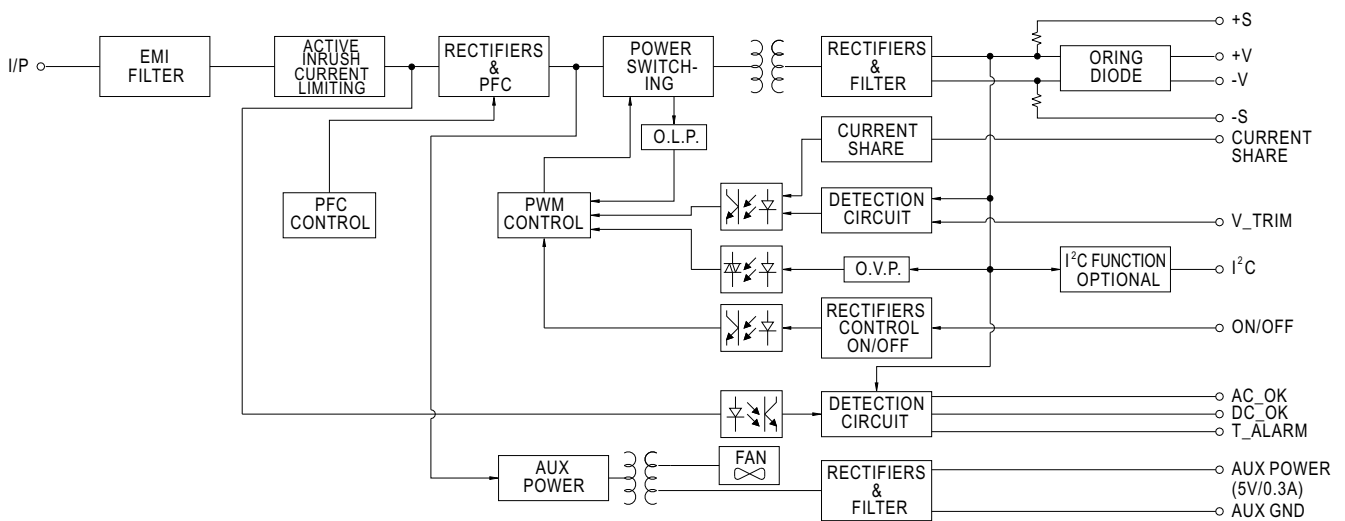 I/P
EMI
FILTER
ACTIVE
INRUSH
CURRENT
LIMITING
RECTIFIERS
&
PFC
POWER
SWITCH-
ING
RECTIFIERS
&
FILTER
ORING
DIODE
+S
+V
-V
-S
O.L.P.
CURRENT
SHARE
CURRENT
SHARE
PFC
CONTROL
PWM
CONTROL
DETECTION
CIRCUIT
V_TRIM
O.V.P.
I²C FUNCTION
OPTIONAL
I²C
RECTIFIERS
CONTROL
ON/OFF
ON/OFF
DETECTION
CIRCUIT
AC_OK
DC_OK
T_ALARM
AUX
POWER
FAN
RECTIFIERS
&
FILTER
AUX POWER
(5V/0.3A)
AUX GND